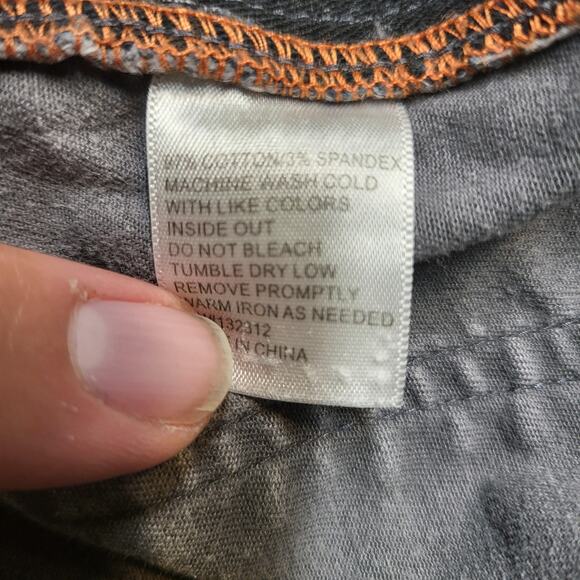 97% COTTON/3% SPANDEX
MACHINE WASH COLD
WITH LIKE COLORS
INSIDE OUT
DO NOT BLEACH
TUMBLE DRY LOW
REMOVE PROMPTLY
WARM IRON AS NEEDED
132312
IN CHINA